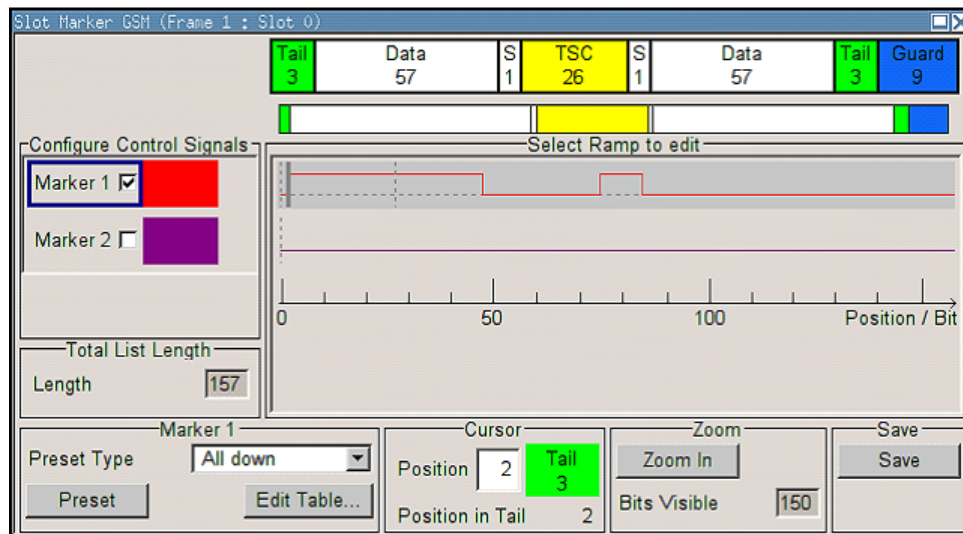 Slot Marker GSM (Frame 1 : Slot 0)
Tail Data S TSC S Data Tail Guard
3 57 1 26 1 57 3 9
Configure Control Signals
Select Ramp to edit
Marker 1
Marker 2
0 50 100 Position / Bit
Total List Length
Length 157
Marker 1
Preset Type All down
Preset Edit Table...
Cursor
Position 2 Tail
3
Position in Tail 2
Zoom
Zoom In
Bits Visible 150
Save
Save